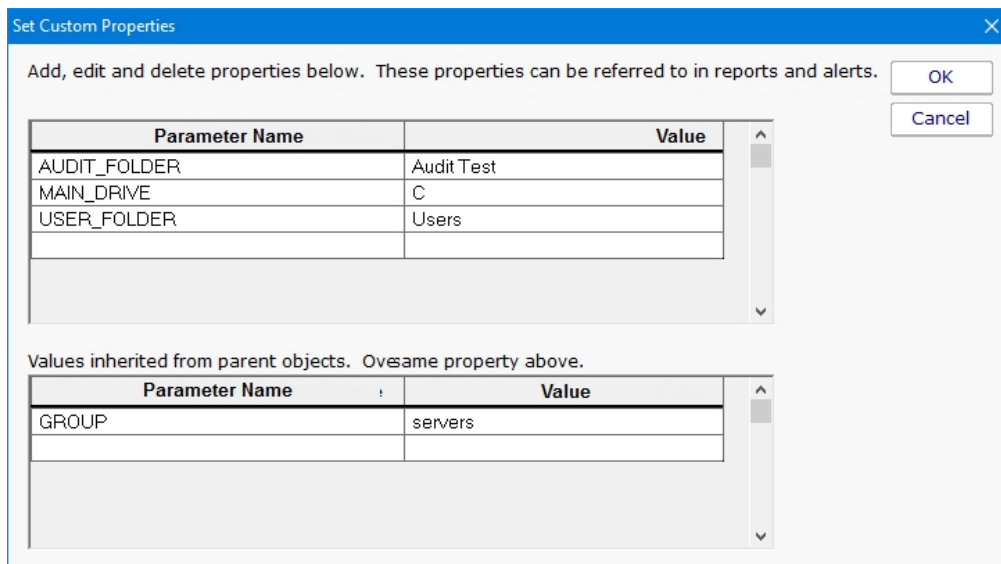 Set Custom Properties
Add, edit and delete properties below. These properties can be referred to in reports and alerts.
OK
Cancel
Parameter Name Value
AUDIT_FOLDER Audit Test
MAIN_DRIVE C
USER_FOLDER Users
Values inherited from parent objects. Ovesame property above.
Parameter Name Value
GROUP servers